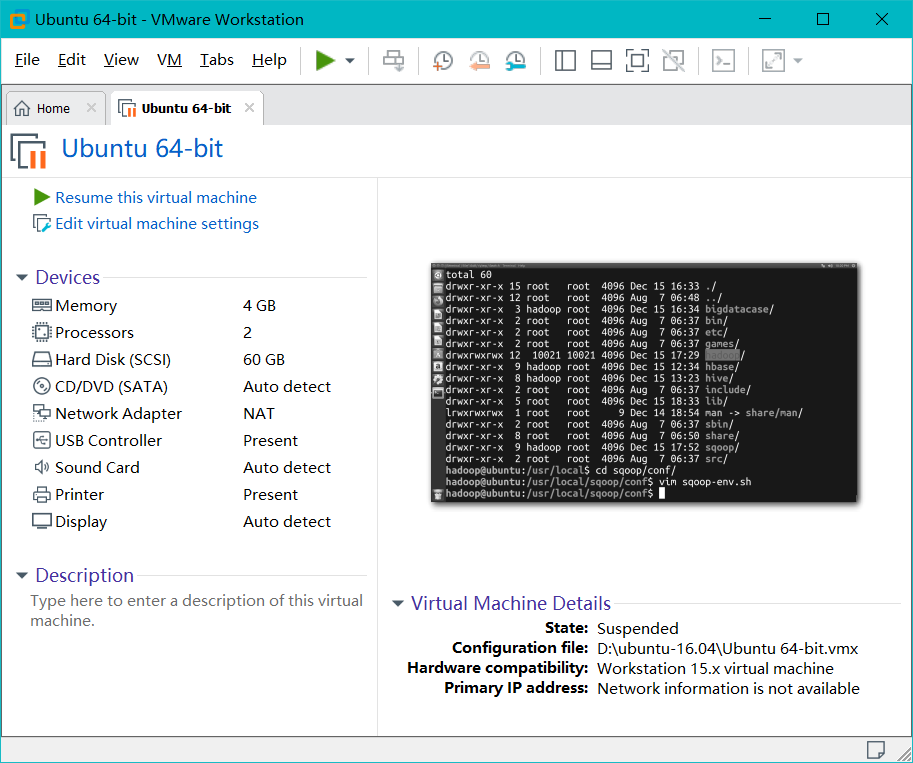 Ubuntu 64-bit - VMware Workstation
File Edit View VM Tabs Help
Home Ubuntu 64-bit
Ubuntu 64-bit
Resume this virtual machine
Edit virtual machine settings
Devices
Memory 4 GB
Processors 2
Hard Disk (SCSI) 60 GB
CD/DVD (SATA) Auto detect
Network Adapter NAT
USB Controller Present
Sound Card Auto detect
Printer Present
Display Auto detect
Description
Type here to enter a description of this virtual
machine.
total 60
drwxr-xr-x 15 root root 4096 Dec 15 16:33 ./
drwxr-xr-x 12 root root 4096 Aug 7 06:48 ../
drwxr-xr-x 3 hadoop root 4096 Dec 15 16:34 bigdatacase/
drwxr-xr-x 2 root root 4096 Aug 7 06:37 bin/
drwxr-xr-x 2 root root 4096 Aug 7 06:37 etc/
drwxr-xr-x 2 root root 4096 Aug 7 06:37 games/
drwxrwxrwx 12 10021 10021 4096 Dec 15 17:29 hadoop/
drwxr-xr-x 9 hadoop root 4096 Dec 15 12:34 hbase/
drwxr-xr-x 8 hadoop root 4096 Dec 15 13:23 hive/
drwxr-xr-x 2 root root 4096 Aug 7 06:37 include/
drwxr-xr-x 5 root root 4096 Dec 15 18:33 lib/
lrwxrwxrwx 1 root root 9 Dec 14 18:54 man -> share/man/
drwxr-xr-x 2 root root 4096 Aug 7 06:37 sbin/
drwxr-xr-x 8 root root 4096 Aug 7 06:50 share/
drwxr-xr-x 9 hadoop root 4096 Dec 15 17:52 sqoop/
drwxr-xr-x 2 root root 4096 Aug 7 06:37 src/
hadoop@ubuntu:/usr/local$ cd sqoop/conf/
hadoop@ubuntu:/usr/local/sqoop/conf$ vim sqoop-env.sh
hadoop@ubuntu:/usr/local/sqoop/conf$
Virtual Machine Details
State: Suspended
Configuration file: D:\ubuntu-16.04\Ubuntu 64-bit.vmx
Hardware compatibility: Workstation 15.x virtual machine
Primary IP address: Network information is not available